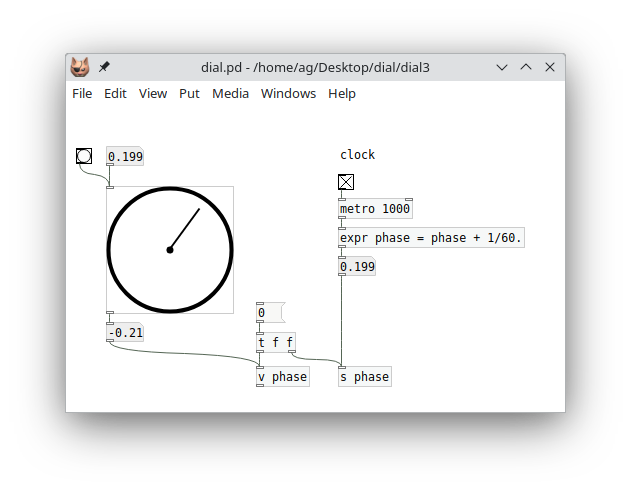 dial.pd - /home/ag/Desktop/dial/dial3
File Edit View Put Media Windows Help
0.199
clock
metro 1000
expr phase = phase + 1/60.
0.199
0
-0.21
t f f
v phase
s phase